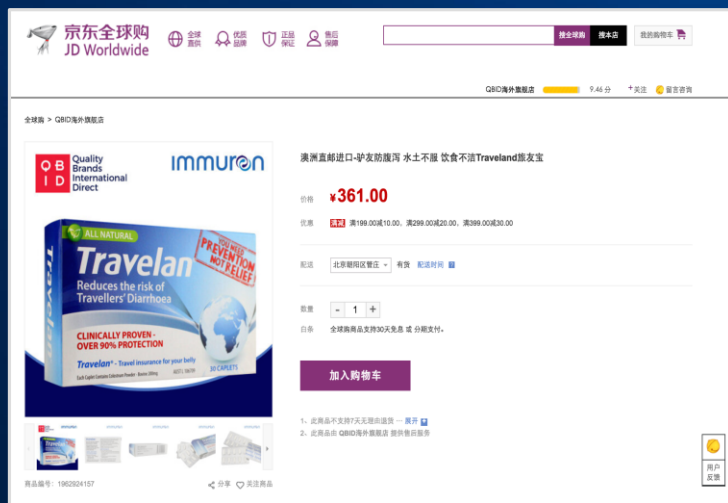 京东全球购
JD Worldwide
全球
直供
优质
品牌
正品
保证
售后
保障
搜全球购
搜本店
我的购物车
QBID海外旗舰店
9.46 分
+关注
留言咨询
全球购 > QBID海外旗舰店
QB
ID
Quality
Brands
International
Direct
immuron
ALL NATURAL
Travelan
Reduces the risk of
Travellers' Diarrhoea
YOU NEED
PREVENTION
NOT RELIEF!
CLINICALLY PROVEN -
OVER 90% PROTECTION
Travelan® - Travel insurance for your belly
30 CAPLETS
Travelan
澳洲直邮进口-驴友防腹泻 水土不服 饮食不洁Traveland旅友宝
价格
¥361.00
优惠
满减 满199.00减10.00，满299.00减20.00，满399.00减30.00
配送
北京朝阳区管庄
有货
配送时间
数量
- 1 +
白条
全球购商品支持30天免息 或 分期支付。
加入购物车
1、此商品不支持7天无理由退货 ··· 展开
2、此商品由 QBID海外旗舰店 提供售后服务
商品编号： 1962924157
分享
关注商品
用户
反馈